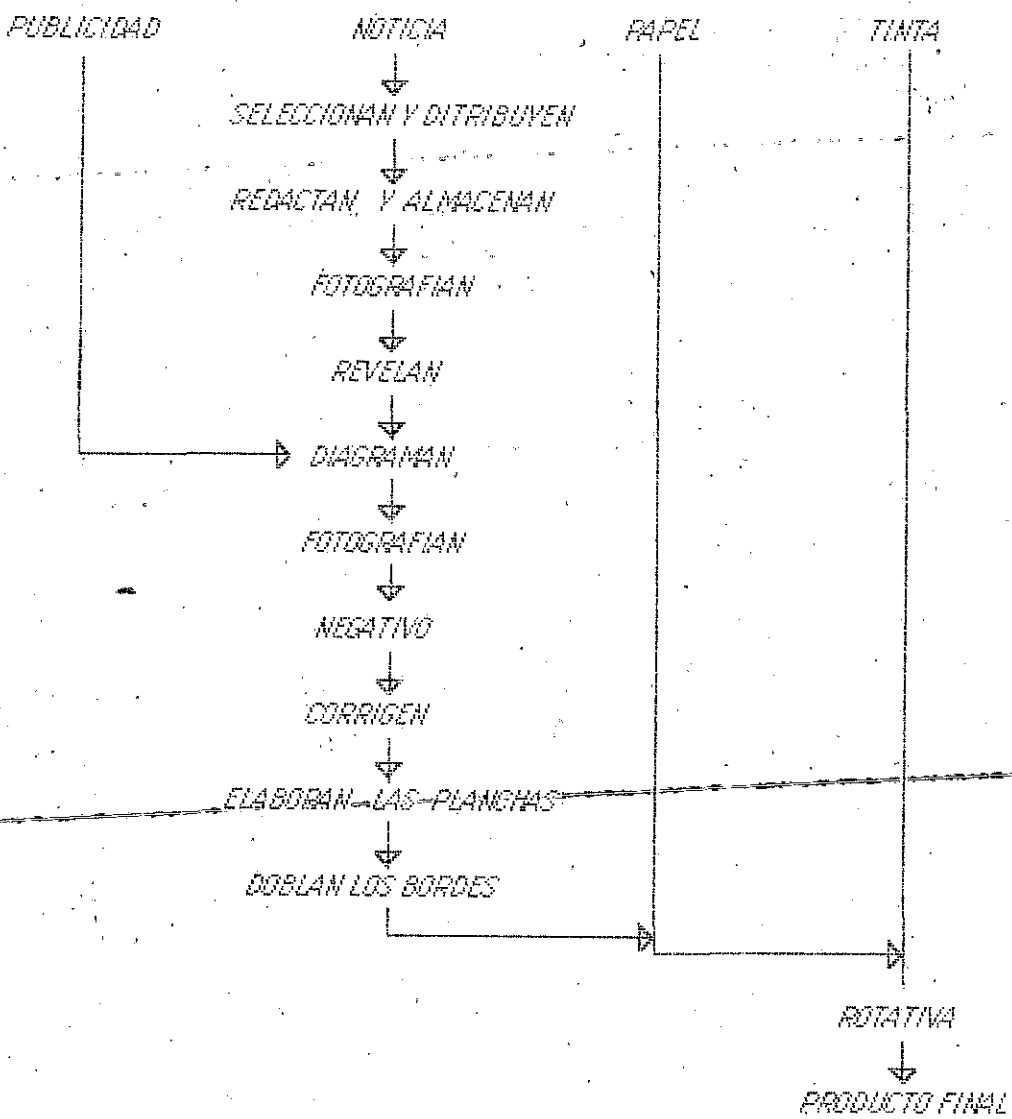 PUBLICIDAD NOTICIA PAPEL TINTA
SELECCIONAN Y DITRIBUYEN
REDACTAN, Y ALMACENAN
FOTOGRAFIAN
REVELAN
DIAGRAMAN
FOTOGRAFIAN
NEGATIVO
CORRIGEN
ELABORAN LAS PLANCHAS
DOBLAN LOS BORDES
ROTATIVA
PRODUCTO FINAL